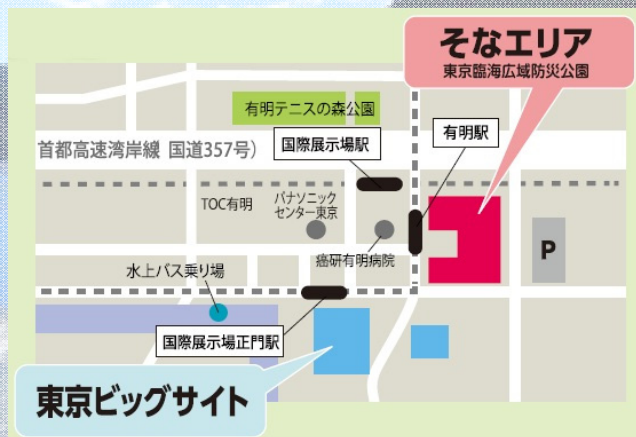 そなエリア
東京臨海広域防災公園
有明テニスの森公園
有明駅
首都高速湾岸線 国道357号）
国際展示場駅
TOC有明
パナソニック
センター東京
癌研有明病院
P
水上バス乗り場
国際展示場正門駅
東京ビッグサイト